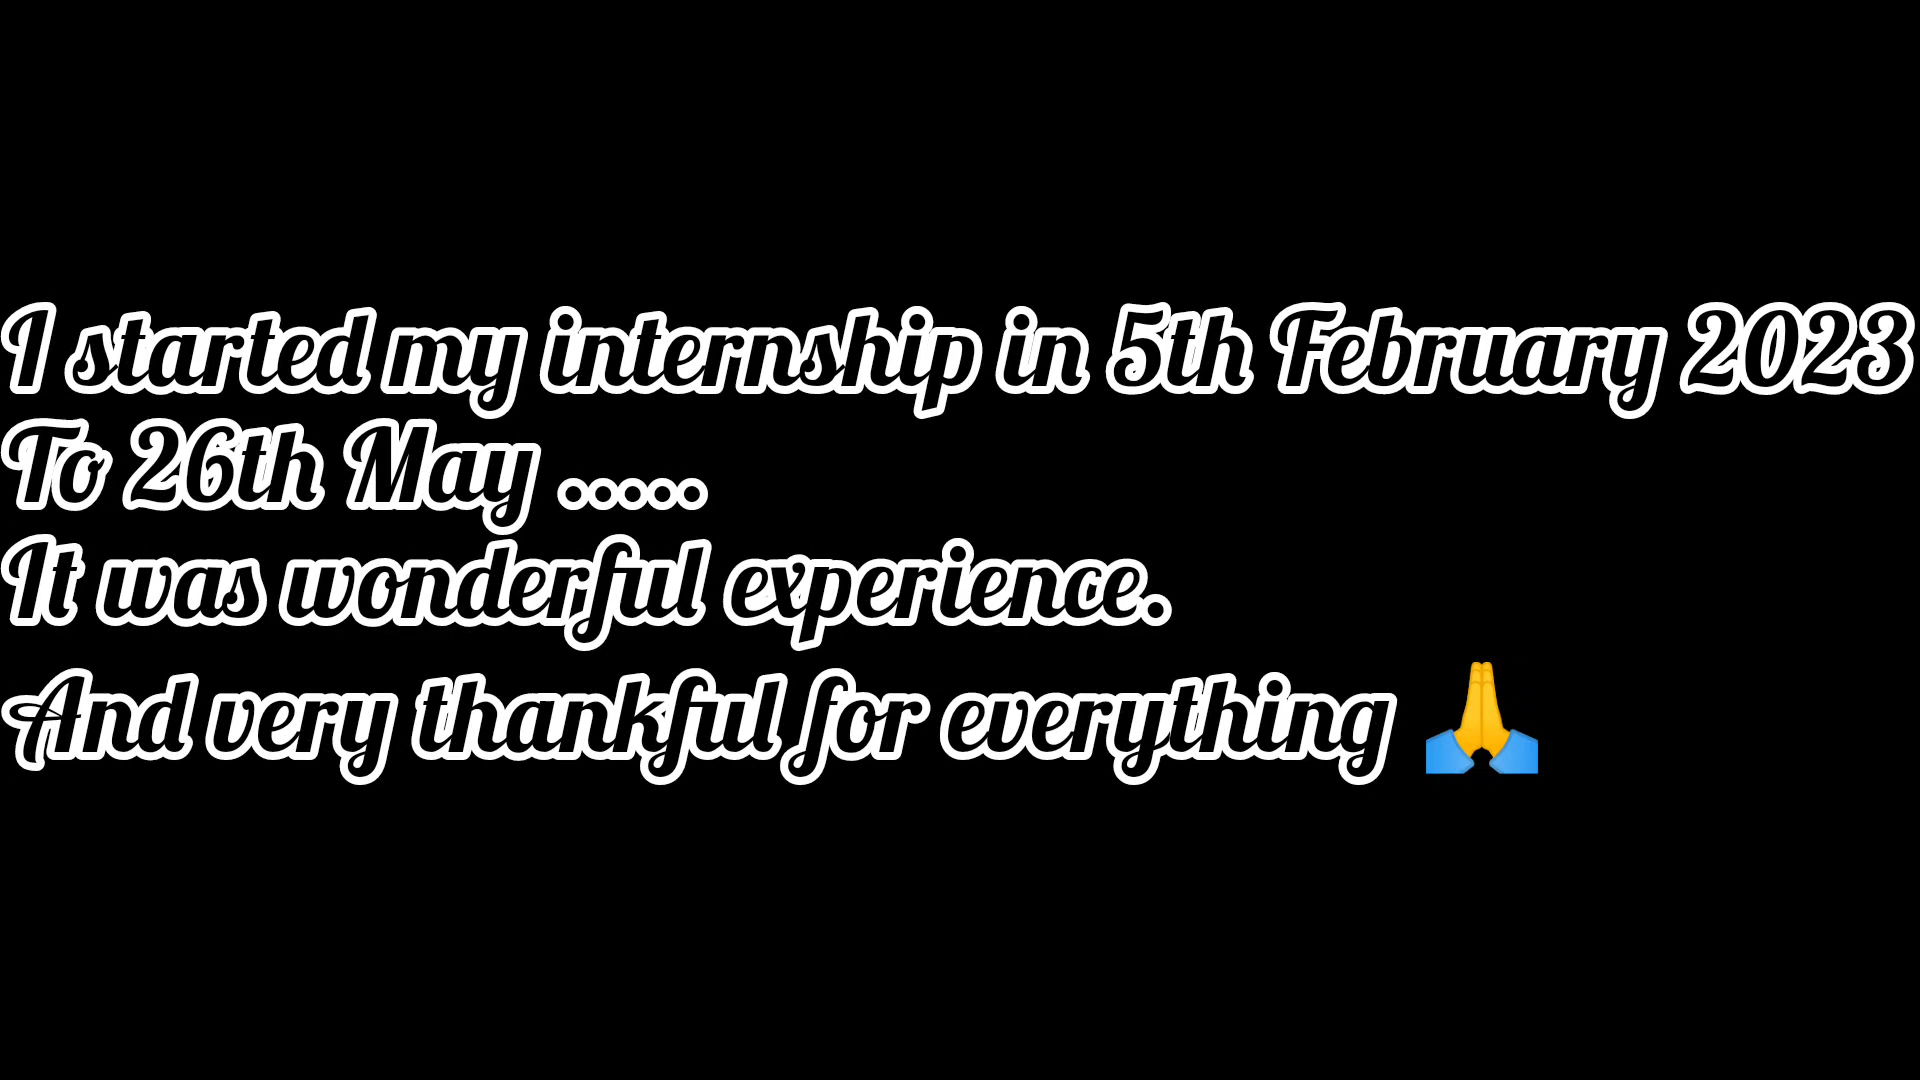 I started my internship in 5th February 2023
To 26th May .....
It was wonderful experience.
And very thankful for everything 🙏